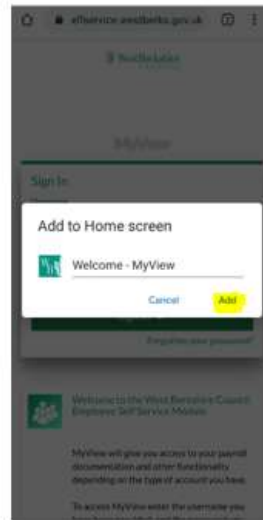 westberks.gov.uk
MyView
Sign In
Add to Home screen
Welcome - MyView
Cancel
Add
Forgotten your password?
Welcome to the West Berkshire Council
Employee Self Service Module
MyView will give you access to your payroll
documentation and other functionality
depending on the type of account you have.
To access MyView enter the username you